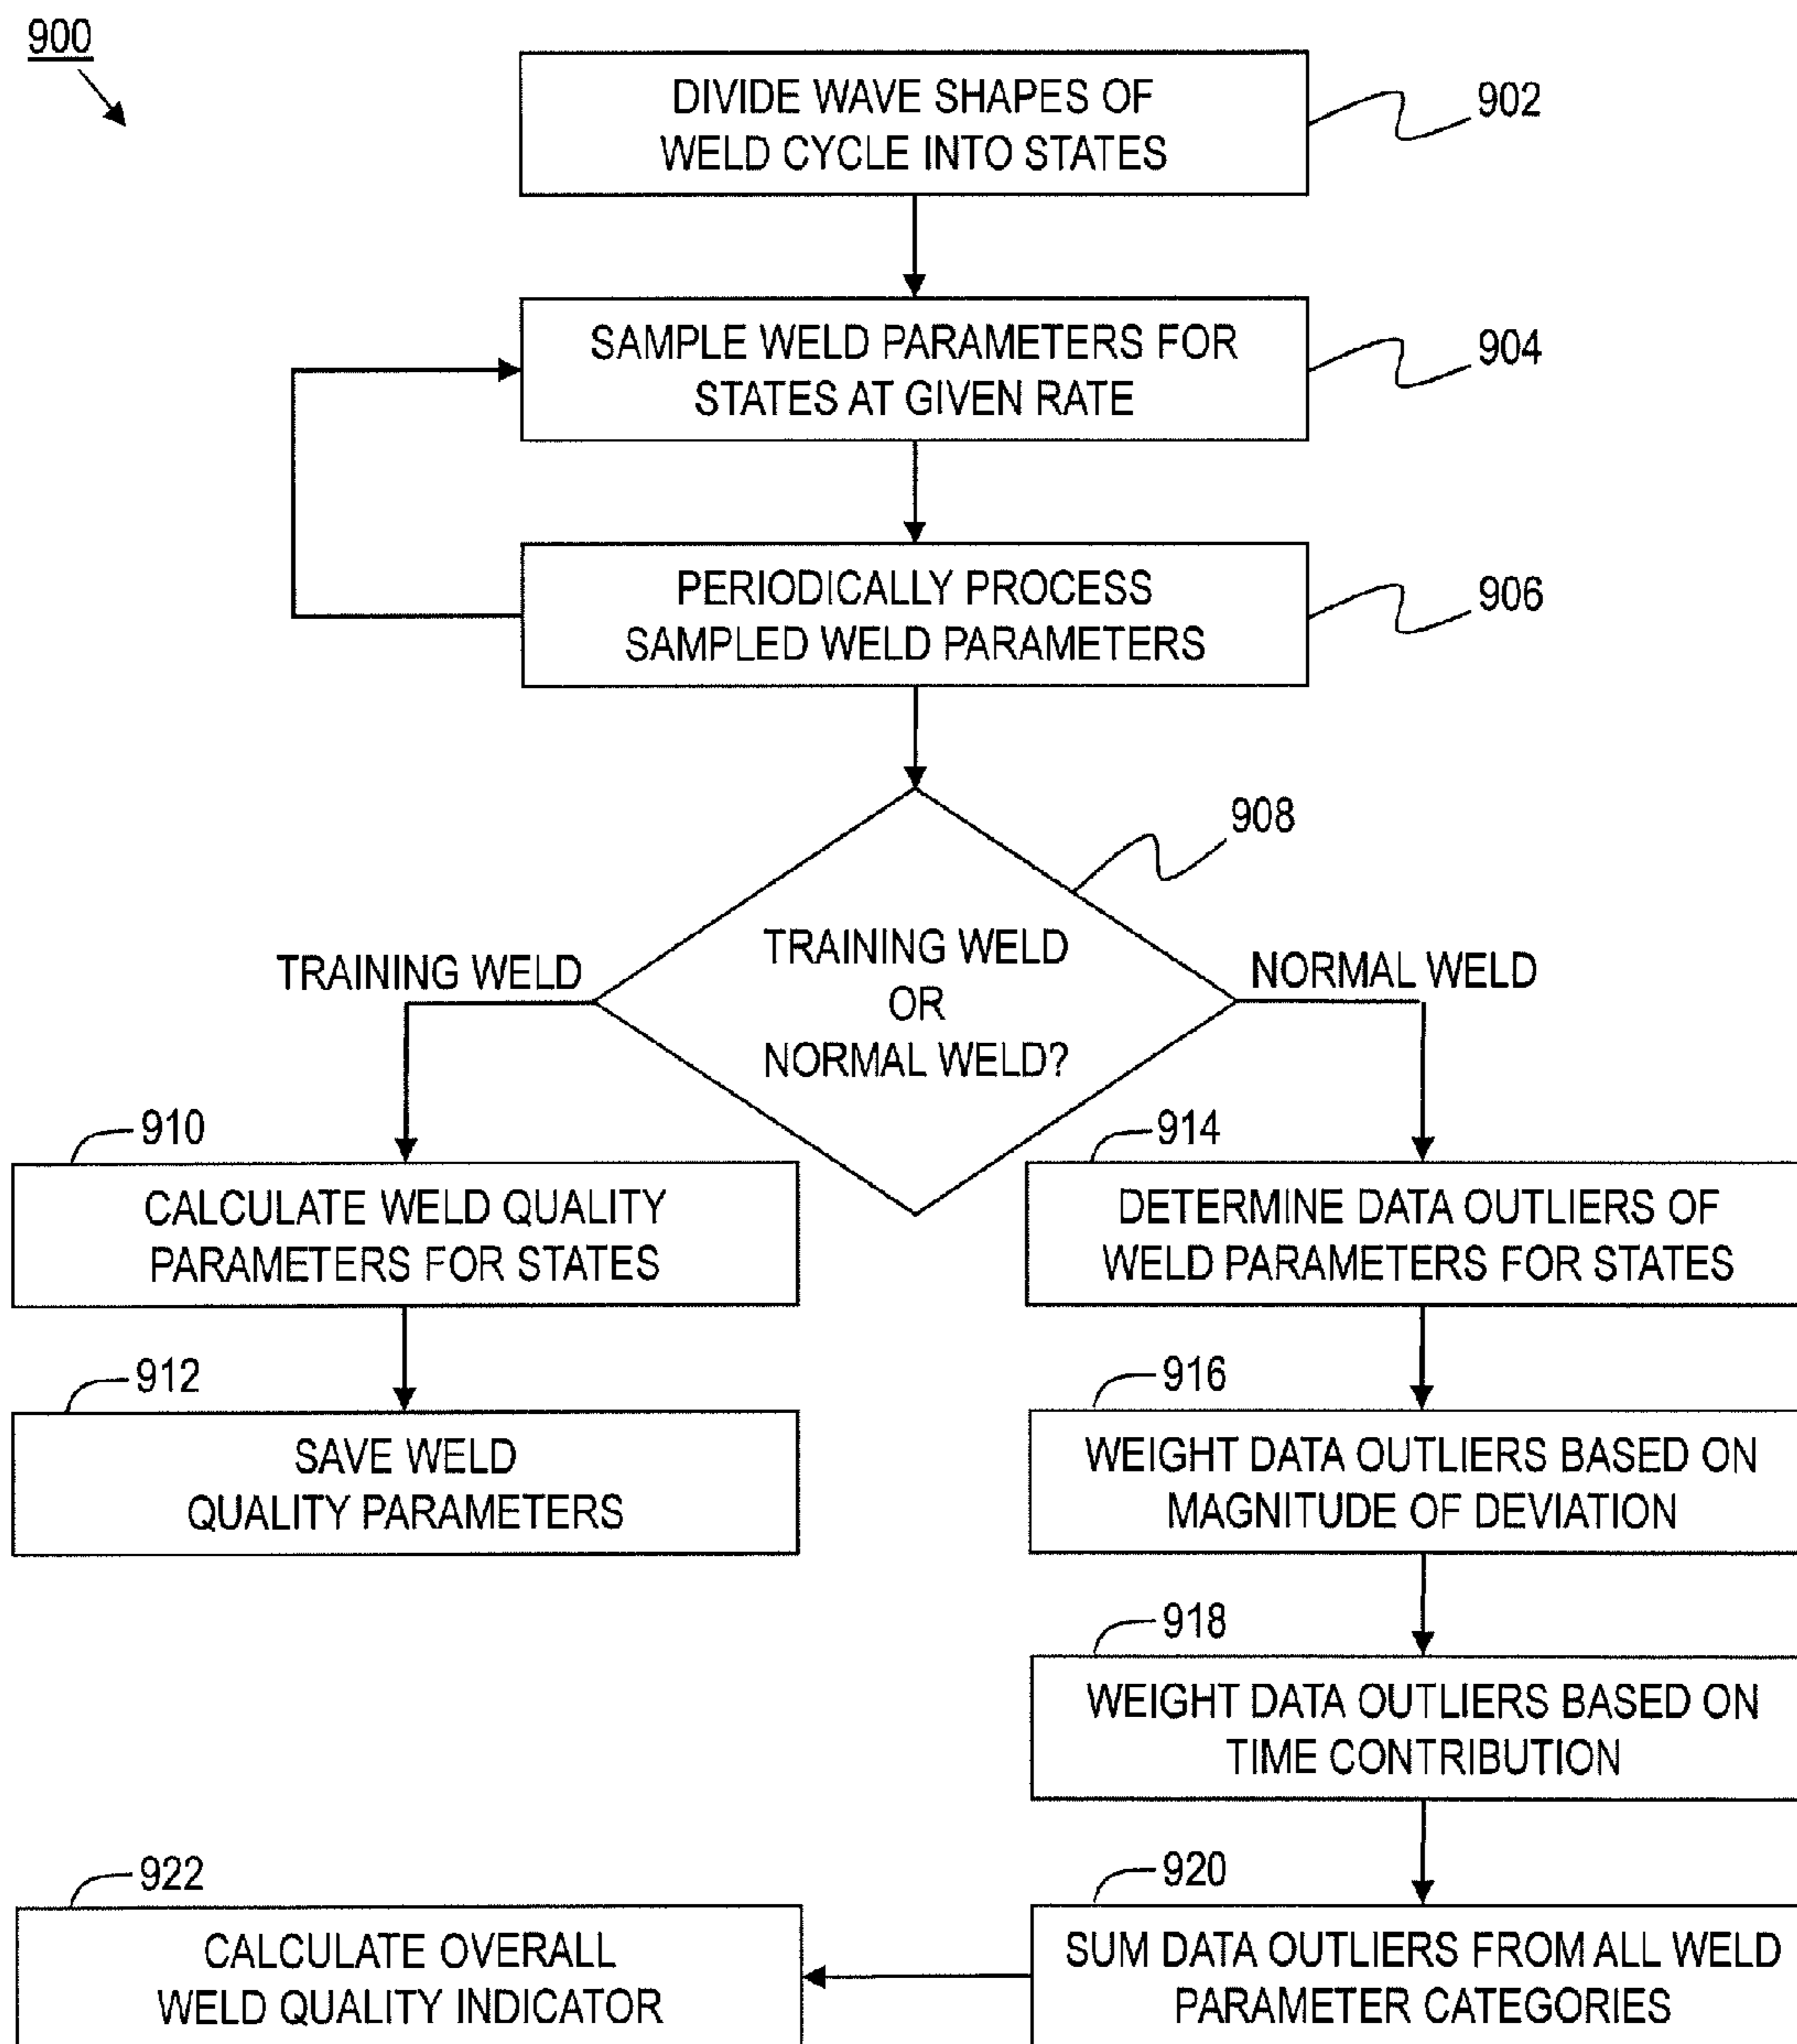 900
DIVIDE WAVE SHAPES OF
WELD CYCLE INTO STATES
902
SAMPLE WELD PARAMETERS FOR
STATES AT GIVEN RATE
904
PERIODICALLY PROCESS
SAMPLED WELD PARAMETERS
906
908
TRAINING WELD
OR
NORMAL WELD?
TRAINING WELD
NORMAL WELD
910
CALCULATE WELD QUALITY
PARAMETERS FOR STATES
912
SAVE WELD
QUALITY PARAMETERS
914
DETERMINE DATA OUTLIERS OF
WELD PARAMETERS FOR STATES
916
WEIGHT DATA OUTLIERS BASED ON
MAGNITUDE OF DEVIATION
918
WEIGHT DATA OUTLIERS BASED ON
TIME CONTRIBUTION
920
SUM DATA OUTLIERS FROM ALL WELD
PARAMETER CATEGORIES
922
CALCULATE OVERALL
WELD QUALITY INDICATOR